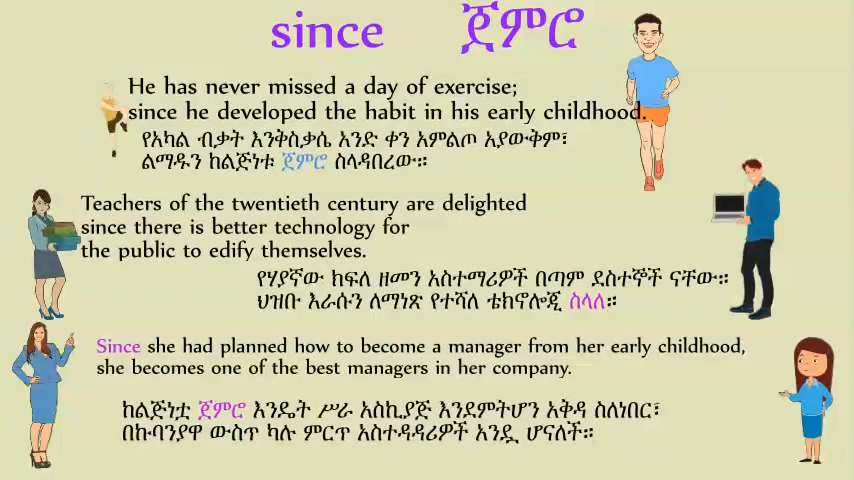 since ጀምሮ
He has never missed a day of exercise;
since he developed the habit in his early childhood.
የአካል ብቃት እንቅስቃሴ አንድ ቀን አምልጦ አያውቅም፣
ልማዱን ከልጅነቱ ጀምሮ ስላዳበረው።
Teachers of the twentieth century are delighted
since there is better technology for
the public to edify themselves.
የሃያኛው ክፍለ ዘመን አስተማሪዎች በጣም ደስተኞች ናቸው።
ህዝቡ እራሱን ለማነጽ የተሻለ ቴክኖሎጂ ስላለ።
Since she had planned how to become a manager from her early childhood,
she becomes one of the best managers in her company.
ከልጅነቷ ጀምሮ እንዴት ሥራ አስኪያጅ እንደምትሆን አቅዳ ስለነበር፣
በኩባንያዋ ውስጥ ካሉ ምርጥ አስተዳዳሪዎች አንዷ ሆናለች።